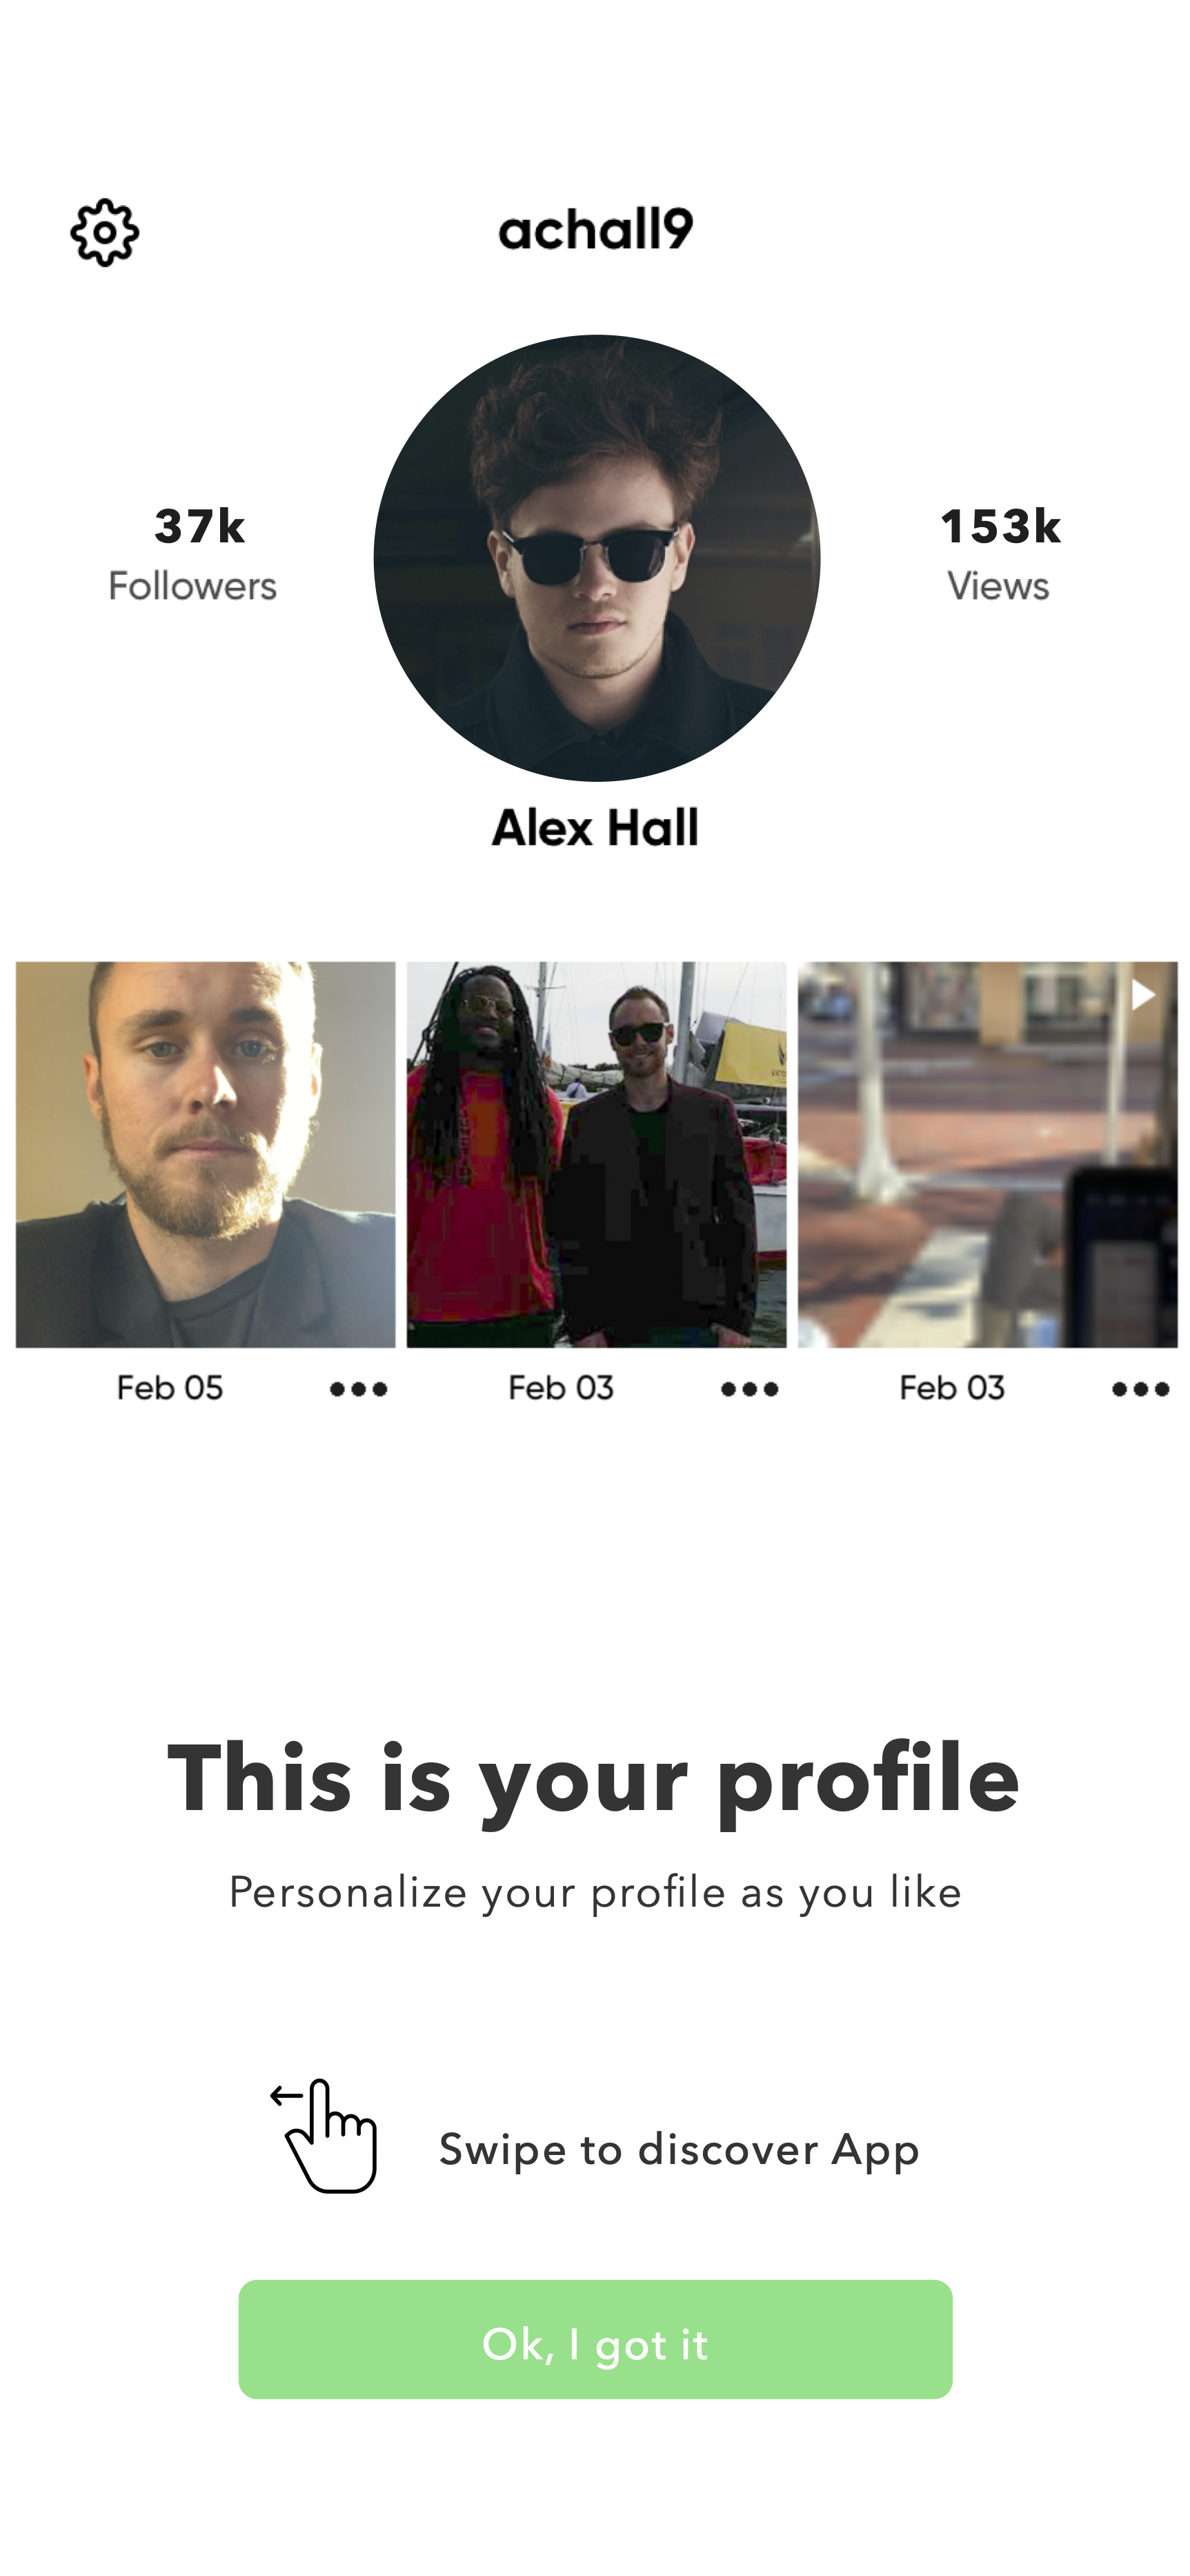 achall9
37k
Followers
153k
Views
Alex Hall
Feb 05
Feb 03
Feb 03
This is your profile
Personalize your profile as you like
Swipe to discover App
Ok, I got it